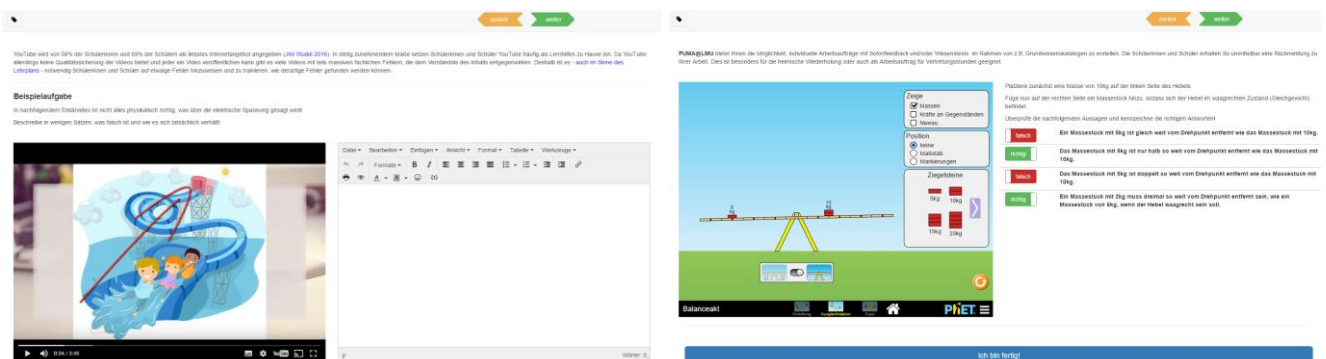 zurück weiter
YouTube wird von 56% der Schülerinnen und 69% der Schülern als liebstes Internetangebot angegeben (JIM Studie 2016). In stetig zunehmendem Maße setzen Schülerinnen und Schüler YouTube häufig als Lernhilfen zu Hause ein. Da YouTube
allerdings keine Qualitätssicherung der Videos bietet und jeder ein Video veröffentlichen kann gibt es viele Videos mit teils massiven fachlichen Fehlern, die dem Verständnis des Inhalts entgegenwirken. Deshalb ist es - auch im Sinne des
Lehrplans - notwendig Schülerinnen und Schüler auf etwaige Fehler hinzuweisen und zu trainieren, wie derartige Fehler gefunden werden können.
Beispielaufgabe
In nachfolgendem Erklärvideo ist nicht alles physikalisch richtig, was über die elektrische Spannung gesagt wird!
Beschreibe in wenigen Sätzen, was falsch ist und wie es sich tatsächlich verhält!
0:94 / 3:48
YouTube
Datei Bearbeiten Einfügen Ansicht Format Tabelle Werkzeuge
Formate B I
A A
p Wörter: 0
zurück weiter
PUMA@LMU bietet Ihnen die Möglichkeit, individuelle Arbeitsaufträge mit Sofortfeedback und/oder Wissenstests im Rahmen von z.B. Grundwissenskatalogen zu erstellen. Die Schülerinnen und Schüler erhalten so unmittelbar eine Rückmeldung zu
ihrer Arbeit. Dies ist besonders für die heimische Wiederholung oder auch als Arbeitsauftrag für Vertretungsstunden geeignet.
Zeige
Massen
Kräfte an Gegenständen
Niveau
Position
keine
Maßstab
Markierungen
Ziegelsteine
5kg 10kg
15kg 20kg
5 kg
10 kg
Balanceakt
PhET
Platziere zunächst eine Masse von 10kg auf der linken Seite des Hebels.
Füge nun auf der rechten Seite ein Massestück hinzu, sodass sich der Hebel im waagrechten Zustand (Gleichgewicht)
befindet.
Überprüfe die nachfolgenden Aussagen und kennzeichne die richtigen Antworten!
falsch Ein Massestück mit 5kg ist gleich weit vom Drehpunkt entfernt wie das Massestück mit 10kg.
richtig Das Massestück mit 5kg ist nur halb so weit vom Drehpunkt entfernt wie das Massestück mit
10kg.
falsch Das Massestück mit 5kg ist doppelt so weit vom Drehpunkt entfernt wie das Massestück mit
10kg.
richtig Ein Massestück mit 2kg muss dreimal so weit vom Drehpunkt entfernt sein, wie ein
Massestück von 6kg, wenn der Hebel waagrecht sein soll.
Ich bin fertig!